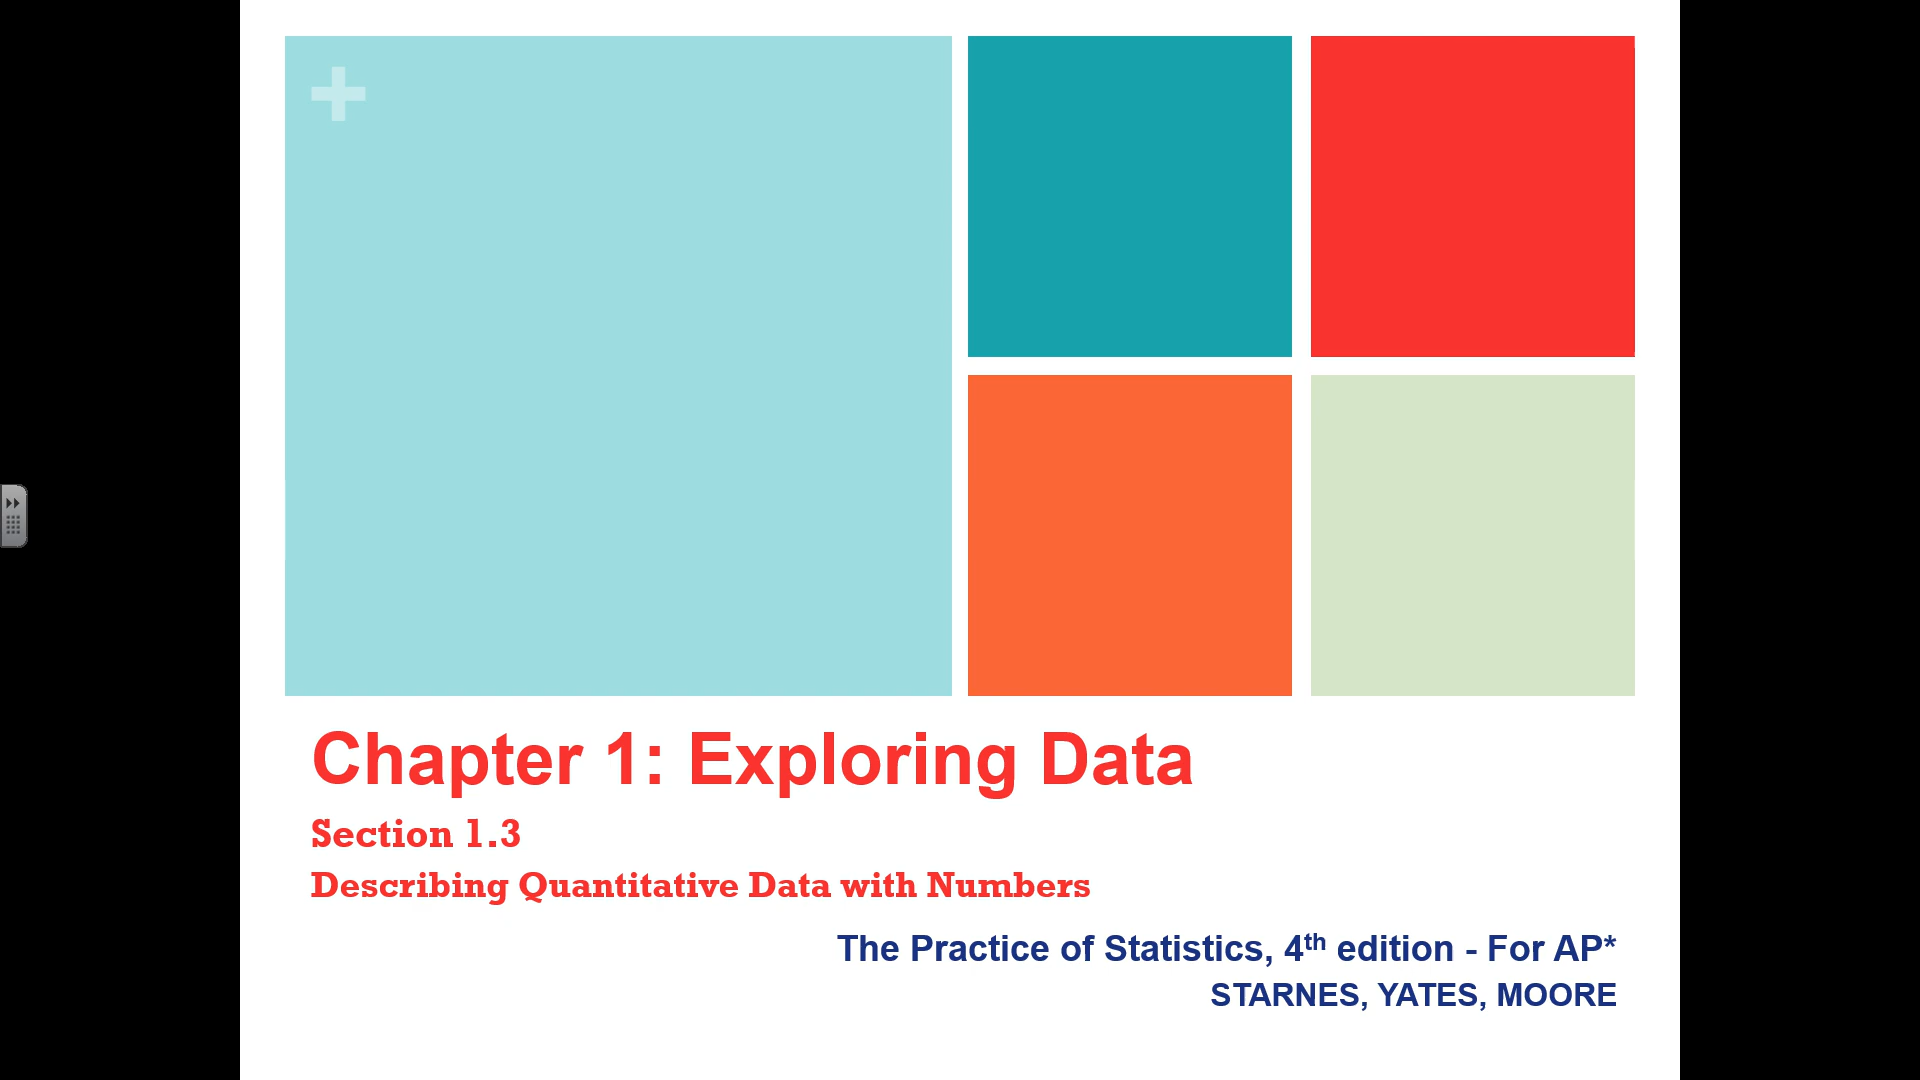 +
Chapter 1: Exploring Data
Section 1.3
Describing Quantitative Data with Numbers
The Practice of Statistics, 4th edition - For AP*
STARNES, YATES, MOORE